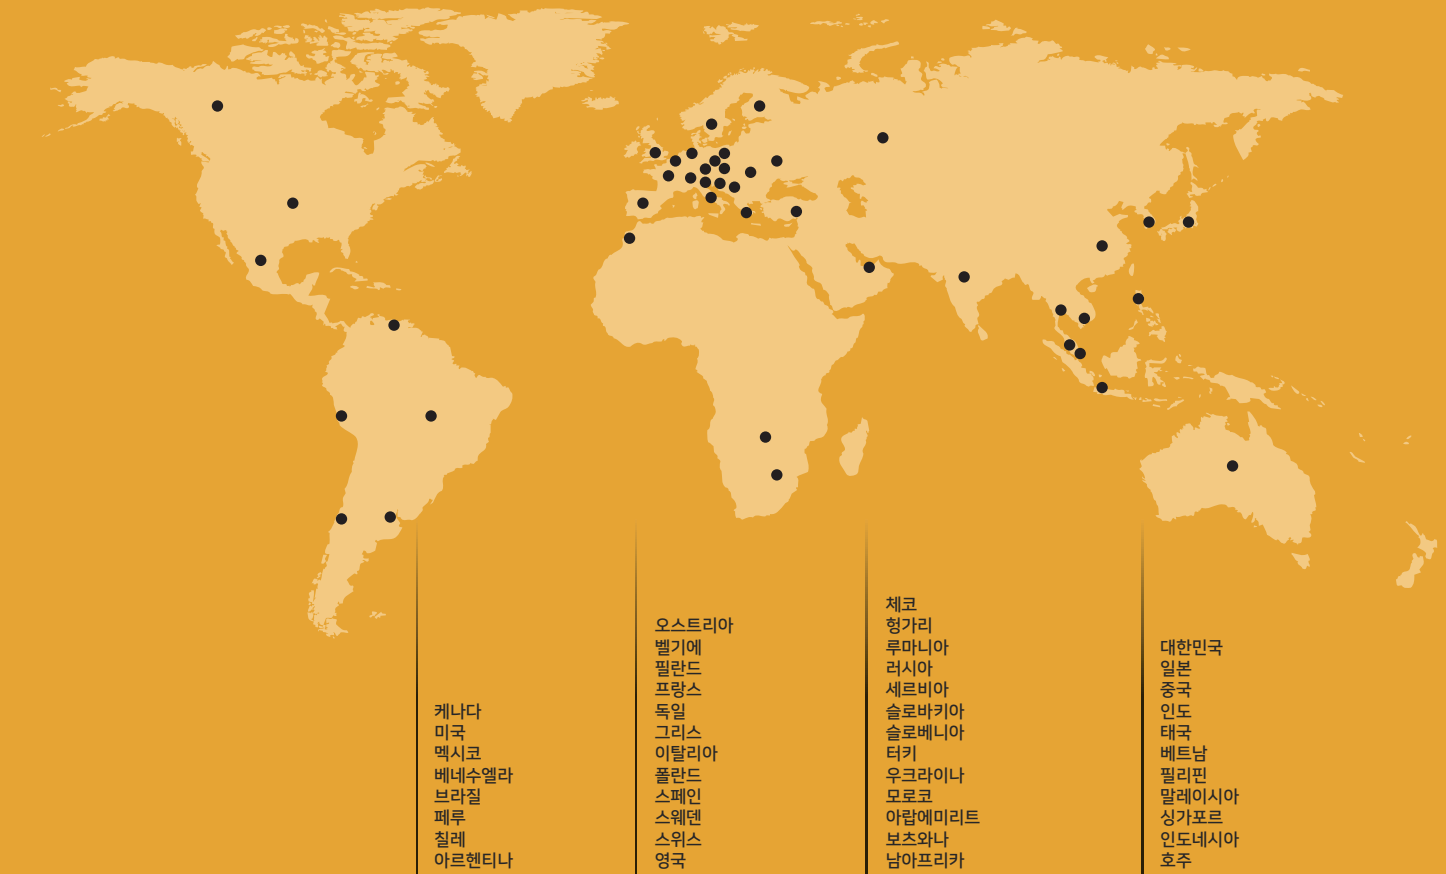 케나다
미국
멕시코
베네수엘라
브라질
페루
칠레
아르헨티나
오스트리아
벨기에
필란드
프랑스
독일
그리스
이탈리아
폴란드
스페인
스웨덴
스위스
영국
체코
헝가리
루마니아
러시아
세르비아
슬로바키아
슬로베니아
터키
우크라이나
모로코
아랍에미리트
보츠와나
남아프리카
대한민국
일본
중국
인도
태국
베트남
필리핀
말레이시아
싱가포르
인도네시아
호주